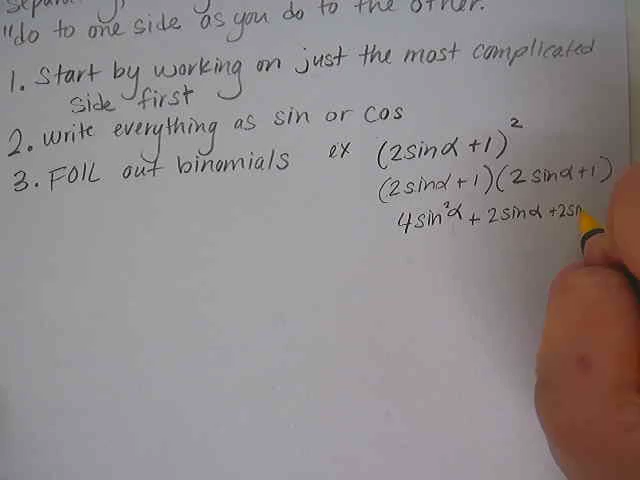 "do to one side as you do to the other.
1. Start by working on just the most complicated
side first
2. write everything as sin or cos
3. FOIL out binomials ex (2sinα + 1)²
(2sinα + 1)(2sinα + 1)
4sin²α + 2sinα + 2sin